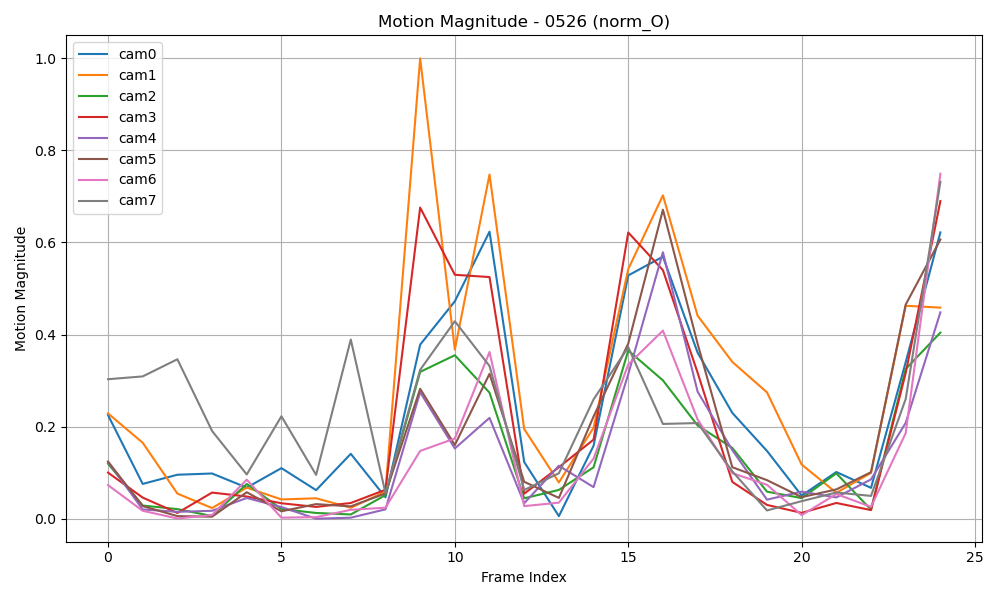 Motion Magnitude - 0526 (norm_O)
cam0
cam1
cam2
cam3
cam4
cam5
cam6
cam7
Motion Magnitude
1.0
0.8
0.6
0.4
0.2
0.0
0 5 10 15 20 25
Frame Index